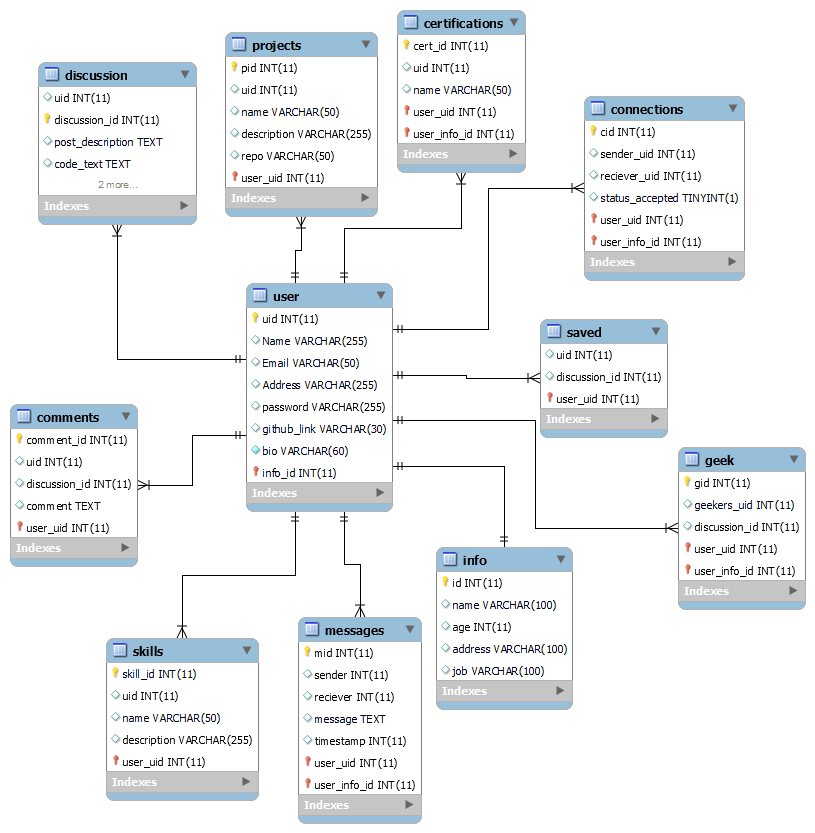 discussion
uid INT(11)
discussion_id INT(11)
post_description TEXT
code_text TEXT
2 more...
Indexes
projects
pid INT(11)
uid INT(11)
name VARCHAR(50)
description VARCHAR(255)
repo VARCHAR(50)
user_uid INT(11)
Indexes
certifications
cert_id INT(11)
uid INT(11)
name VARCHAR(50)
user_uid INT(11)
user_info_id INT(11)
Indexes
connections
cid INT(11)
sender_uid INT(11)
reciever_uid INT(11)
status_accepted TINYINT(1)
user_uid INT(11)
user_info_id INT(11)
Indexes
user
uid INT(11)
Name VARCHAR(255)
Email VARCHAR(50)
Address VARCHAR(255)
password VARCHAR(255)
github_link VARCHAR(30)
bio VARCHAR(60)
info_id INT(11)
Indexes
saved
uid INT(11)
discussion_id INT(11)
user_uid INT(11)
Indexes
comments
comment_id INT(11)
uid INT(11)
discussion_id INT(11)
comment TEXT
user_uid INT(11)
Indexes
geek
gid INT(11)
geekers_uid INT(11)
discussion_id INT(11)
user_uid INT(11)
user_info_id INT(11)
Indexes
info
id INT(11)
name VARCHAR(100)
age INT(11)
address VARCHAR(100)
job VARCHAR(100)
Indexes
skills
skill_id INT(11)
uid INT(11)
name VARCHAR(50)
description VARCHAR(255)
user_uid INT(11)
Indexes
messages
mid INT(11)
sender INT(11)
reciever INT(11)
message TEXT
timestamp INT(11)
user_uid INT(11)
user_info_id INT(11)
Indexes